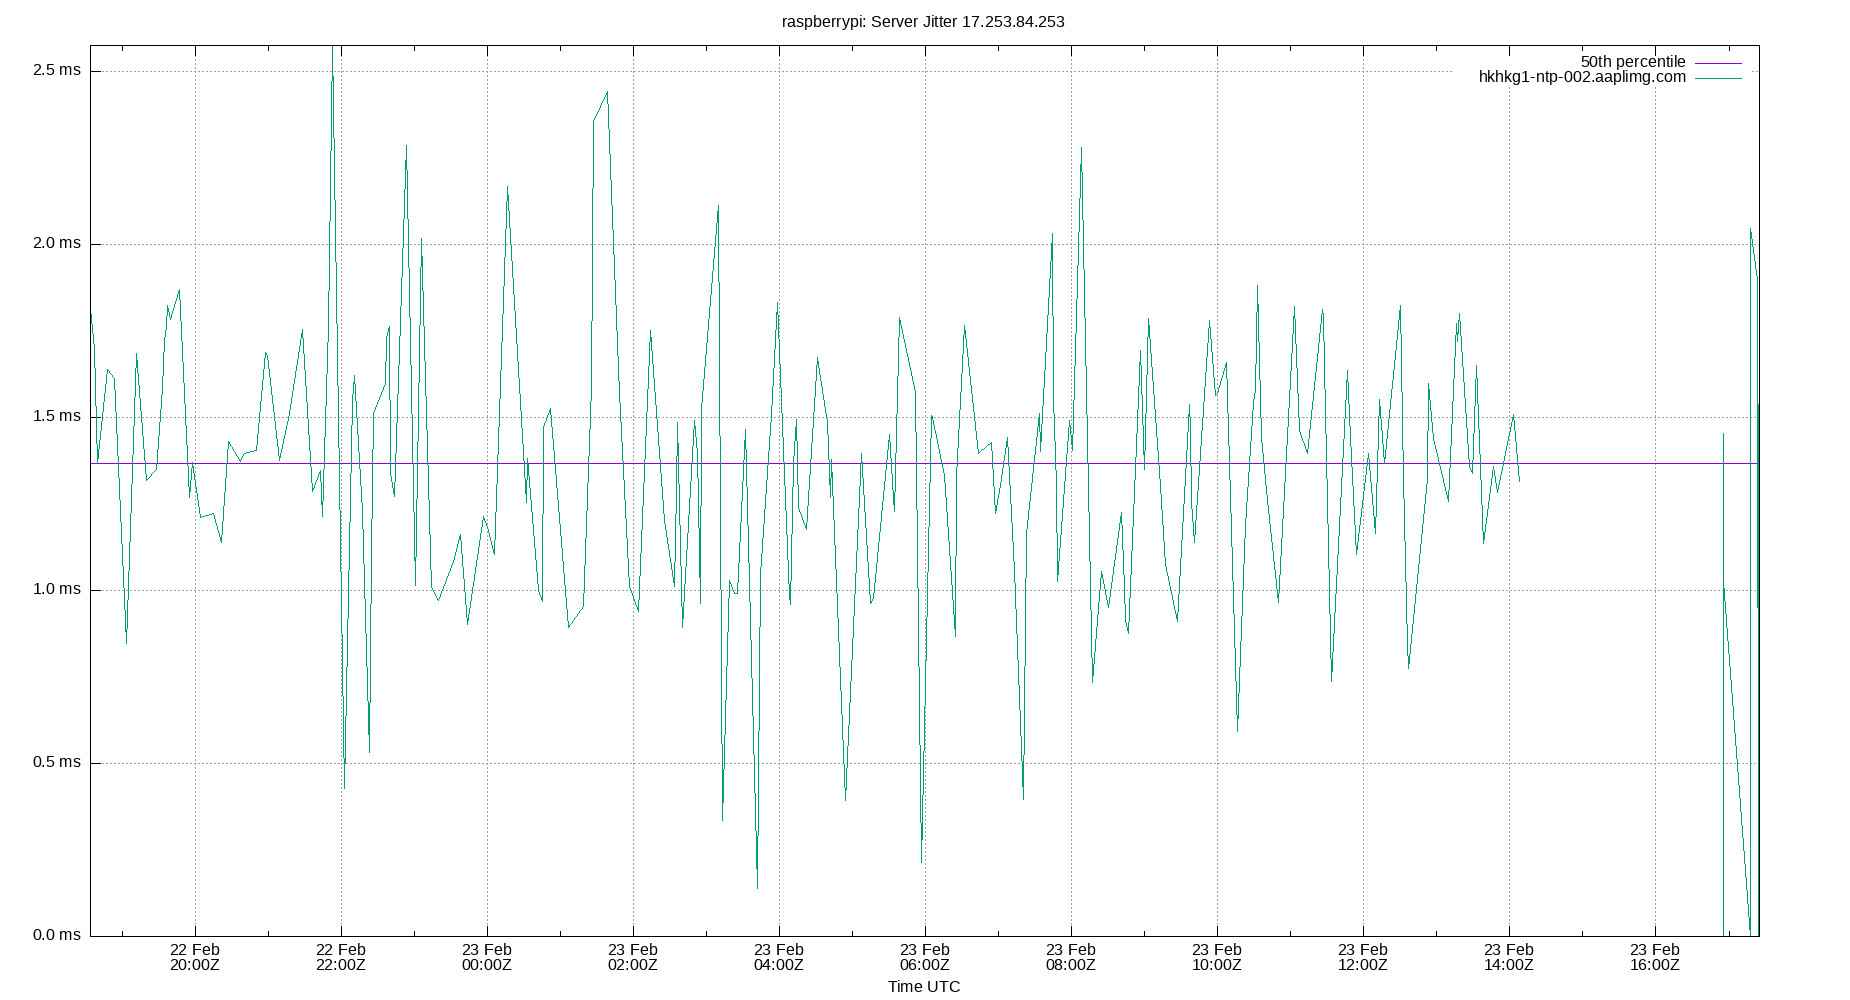 raspberrypi: Server Jitter 17.253.84.253
50th percentile
hkhkg1-ntp-002.aaplimg.com
2.5 ms
2.0 ms
1.5 ms
1.0 ms
0.5 ms
0.0 ms
22 Feb 22 Feb 23 Feb 23 Feb 23 Feb 23 Feb 23 Feb 23 Feb 23 Feb 23 Feb 23 Feb
20:00Z 22:00Z 00:00Z 02:00Z 04:00Z 06:00Z 08:00Z 10:00Z 12:00Z 14:00Z 16:00Z
Time UTC